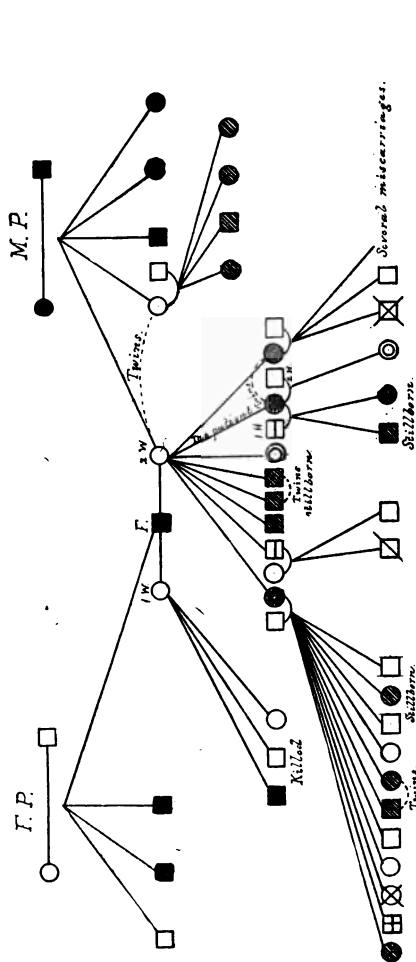 M. P.
Twins.
2 W
F.
1 W
F. P.
The patient
1 H
2 H
Twins
stillborn
Killed
Several miscarriages.
Stillborn.
Stillborn.
Twins